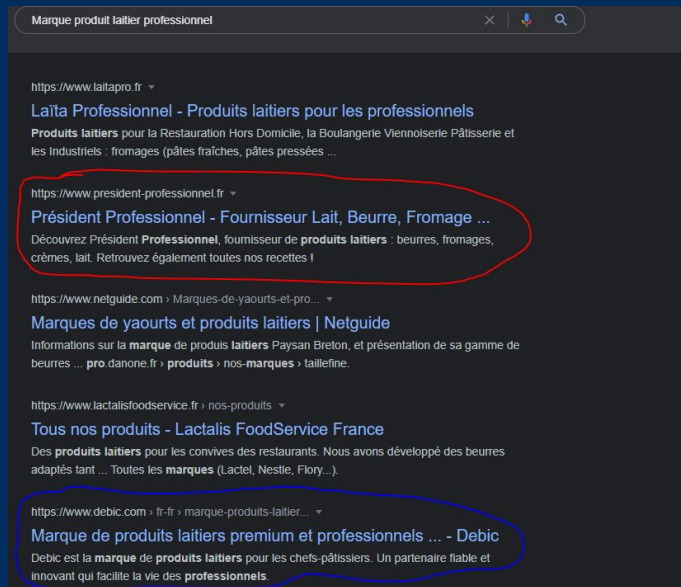 Marque produit laitier professionnel
https://www.laitapro.fr
Laïta Professionnel - Produits laitiers pour les professionnels
Produits laitiers pour la Restauration Hors Domicile, la Boulangerie Viennoiserie Pâtisserie et
les Industriels : fromages (pâtes fraîches, pâtes pressées ...
https://www.president-professionnel.fr
Président Professionnel - Fournisseur Lait, Beurre, Fromage ...
Découvrez Président Professionnel, fournisseur de produits laitiers : beurres, fromages,
crèmes, lait. Retrouvez également toutes nos recettes !
https://www.netguide.com › Marques-de-yaourts-et-pro...
Marques de yaourts et produits laitiers | Netguide
Informations sur la marque de produis laitiers Paysan Breton, et présentation de sa gamme de
beurres ... pro.danone.fr › produits › nos-marques › taillefine.
https://www.lactalisfoodservice.fr › nos-produits
Tous nos produits - Lactalis FoodService France
Des produits laitiers pour les convives des restaurants. Nous avons développé des beurres
adaptés tant ... Toutes les marques (Lactel, Nestle, Flory...).
https://www.debic.com › fr-fr › marque-produits-laitier...
Marque de produits laitiers premium et professionnels ... - Debic
Debic est la marque de produits laitiers pour les chefs-pâtissiers. Un partenaire fiable et
innovant qui facilite la vie des professionnels.